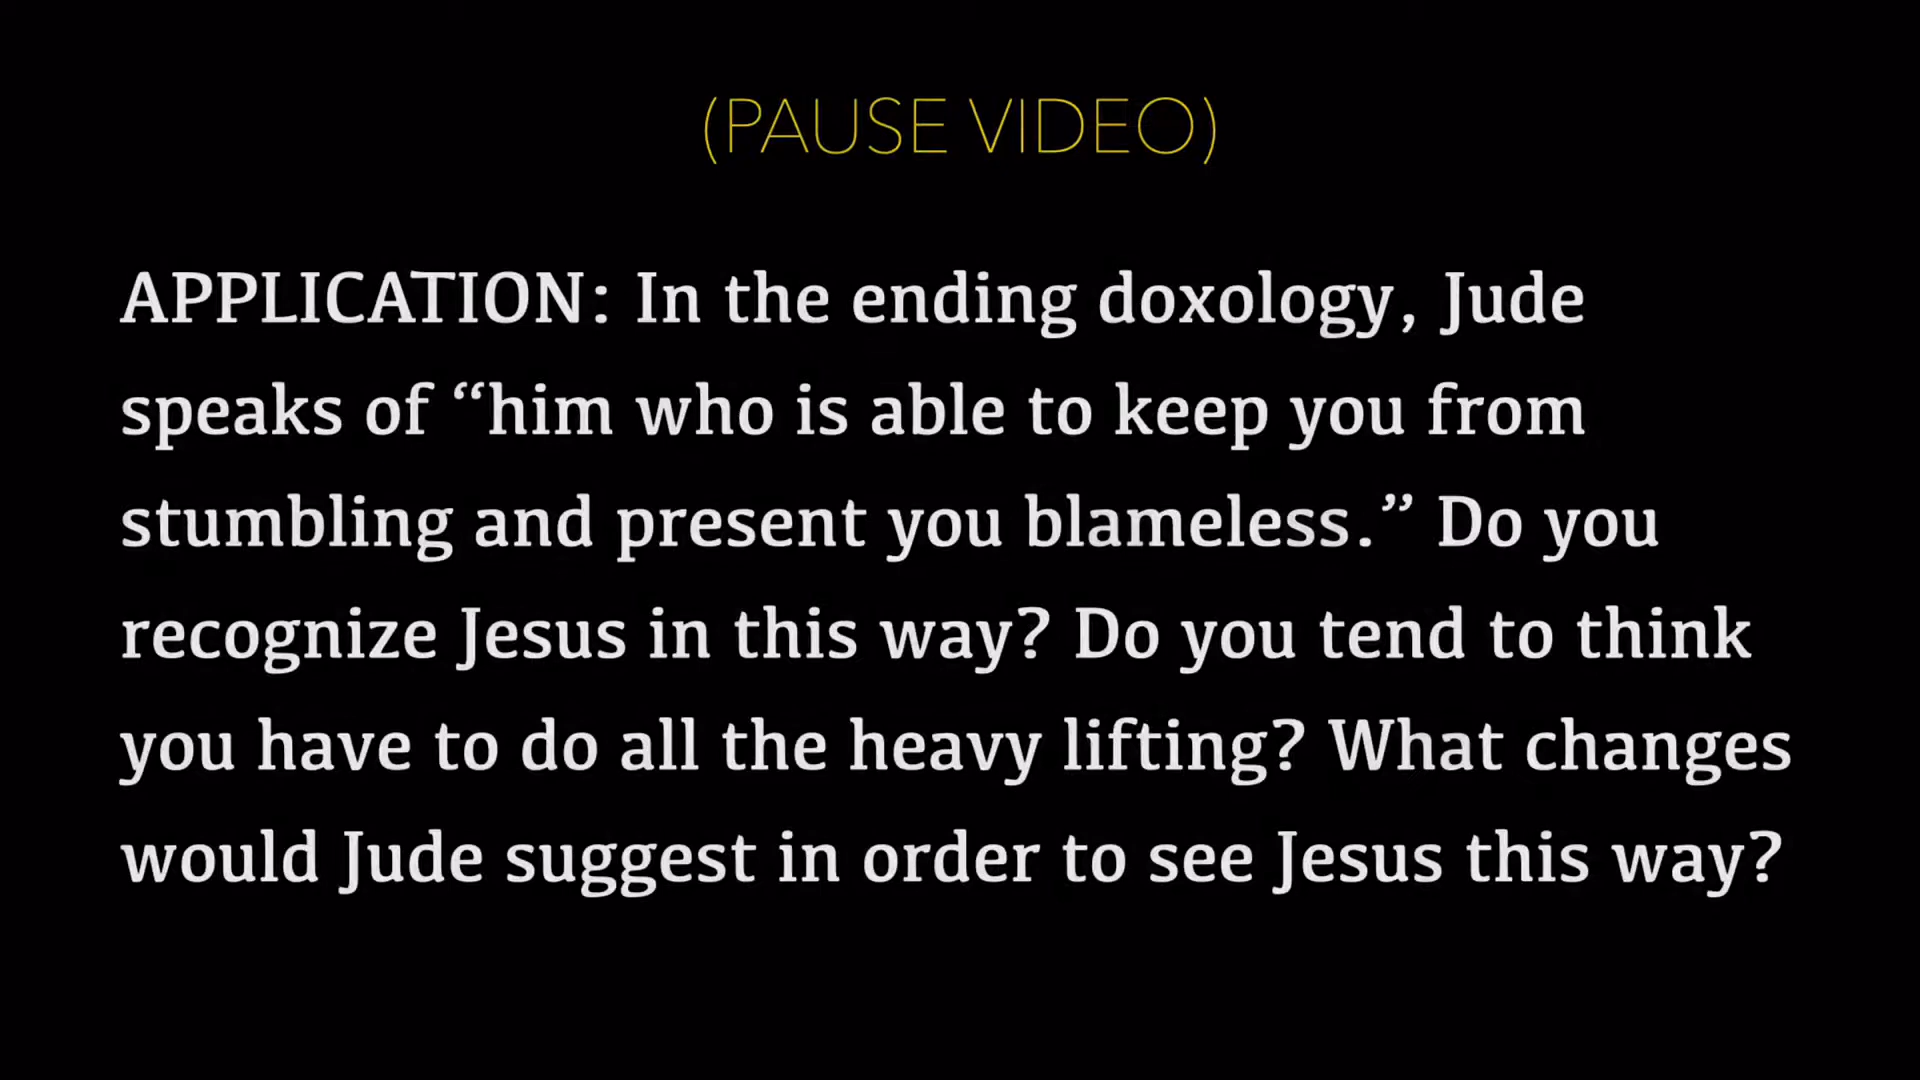 (PAUSE VIDEO)
APPLICATION: In the ending doxology, Jude
speaks of “him who is able to keep you from
stumbling and present you blameless.” Do you
recognize Jesus in this way? Do you tend to think
you have to do all the heavy lifting? What changes
would Jude suggest in order to see Jesus this way?